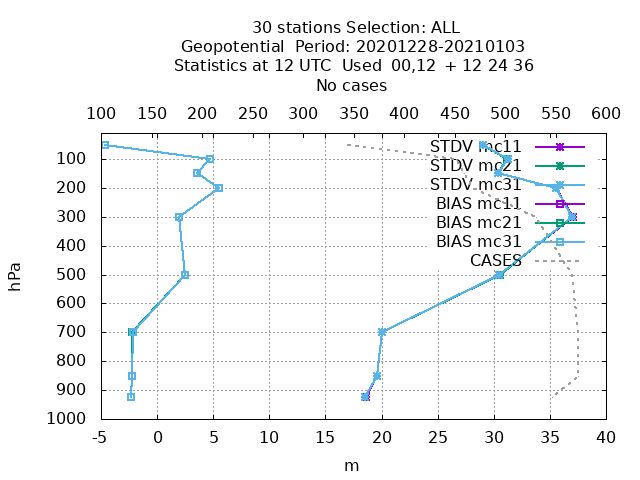 30 stations Selection: ALL
Geopotential  Period: 20201228-20210103
Statistics at 12 UTC  Used  00,12  + 12 24 36
No cases
100 150 200 250 300 350 400 450 500 550 600
STDV mc11
STDV mc21
STDV mc31
BIAS mc11
BIAS mc21
BIAS mc31
CASES
100
200
300
400
500
600
700
800
900
1000
hPa
-5 0 5 10 15 20 25 30 35 40
m